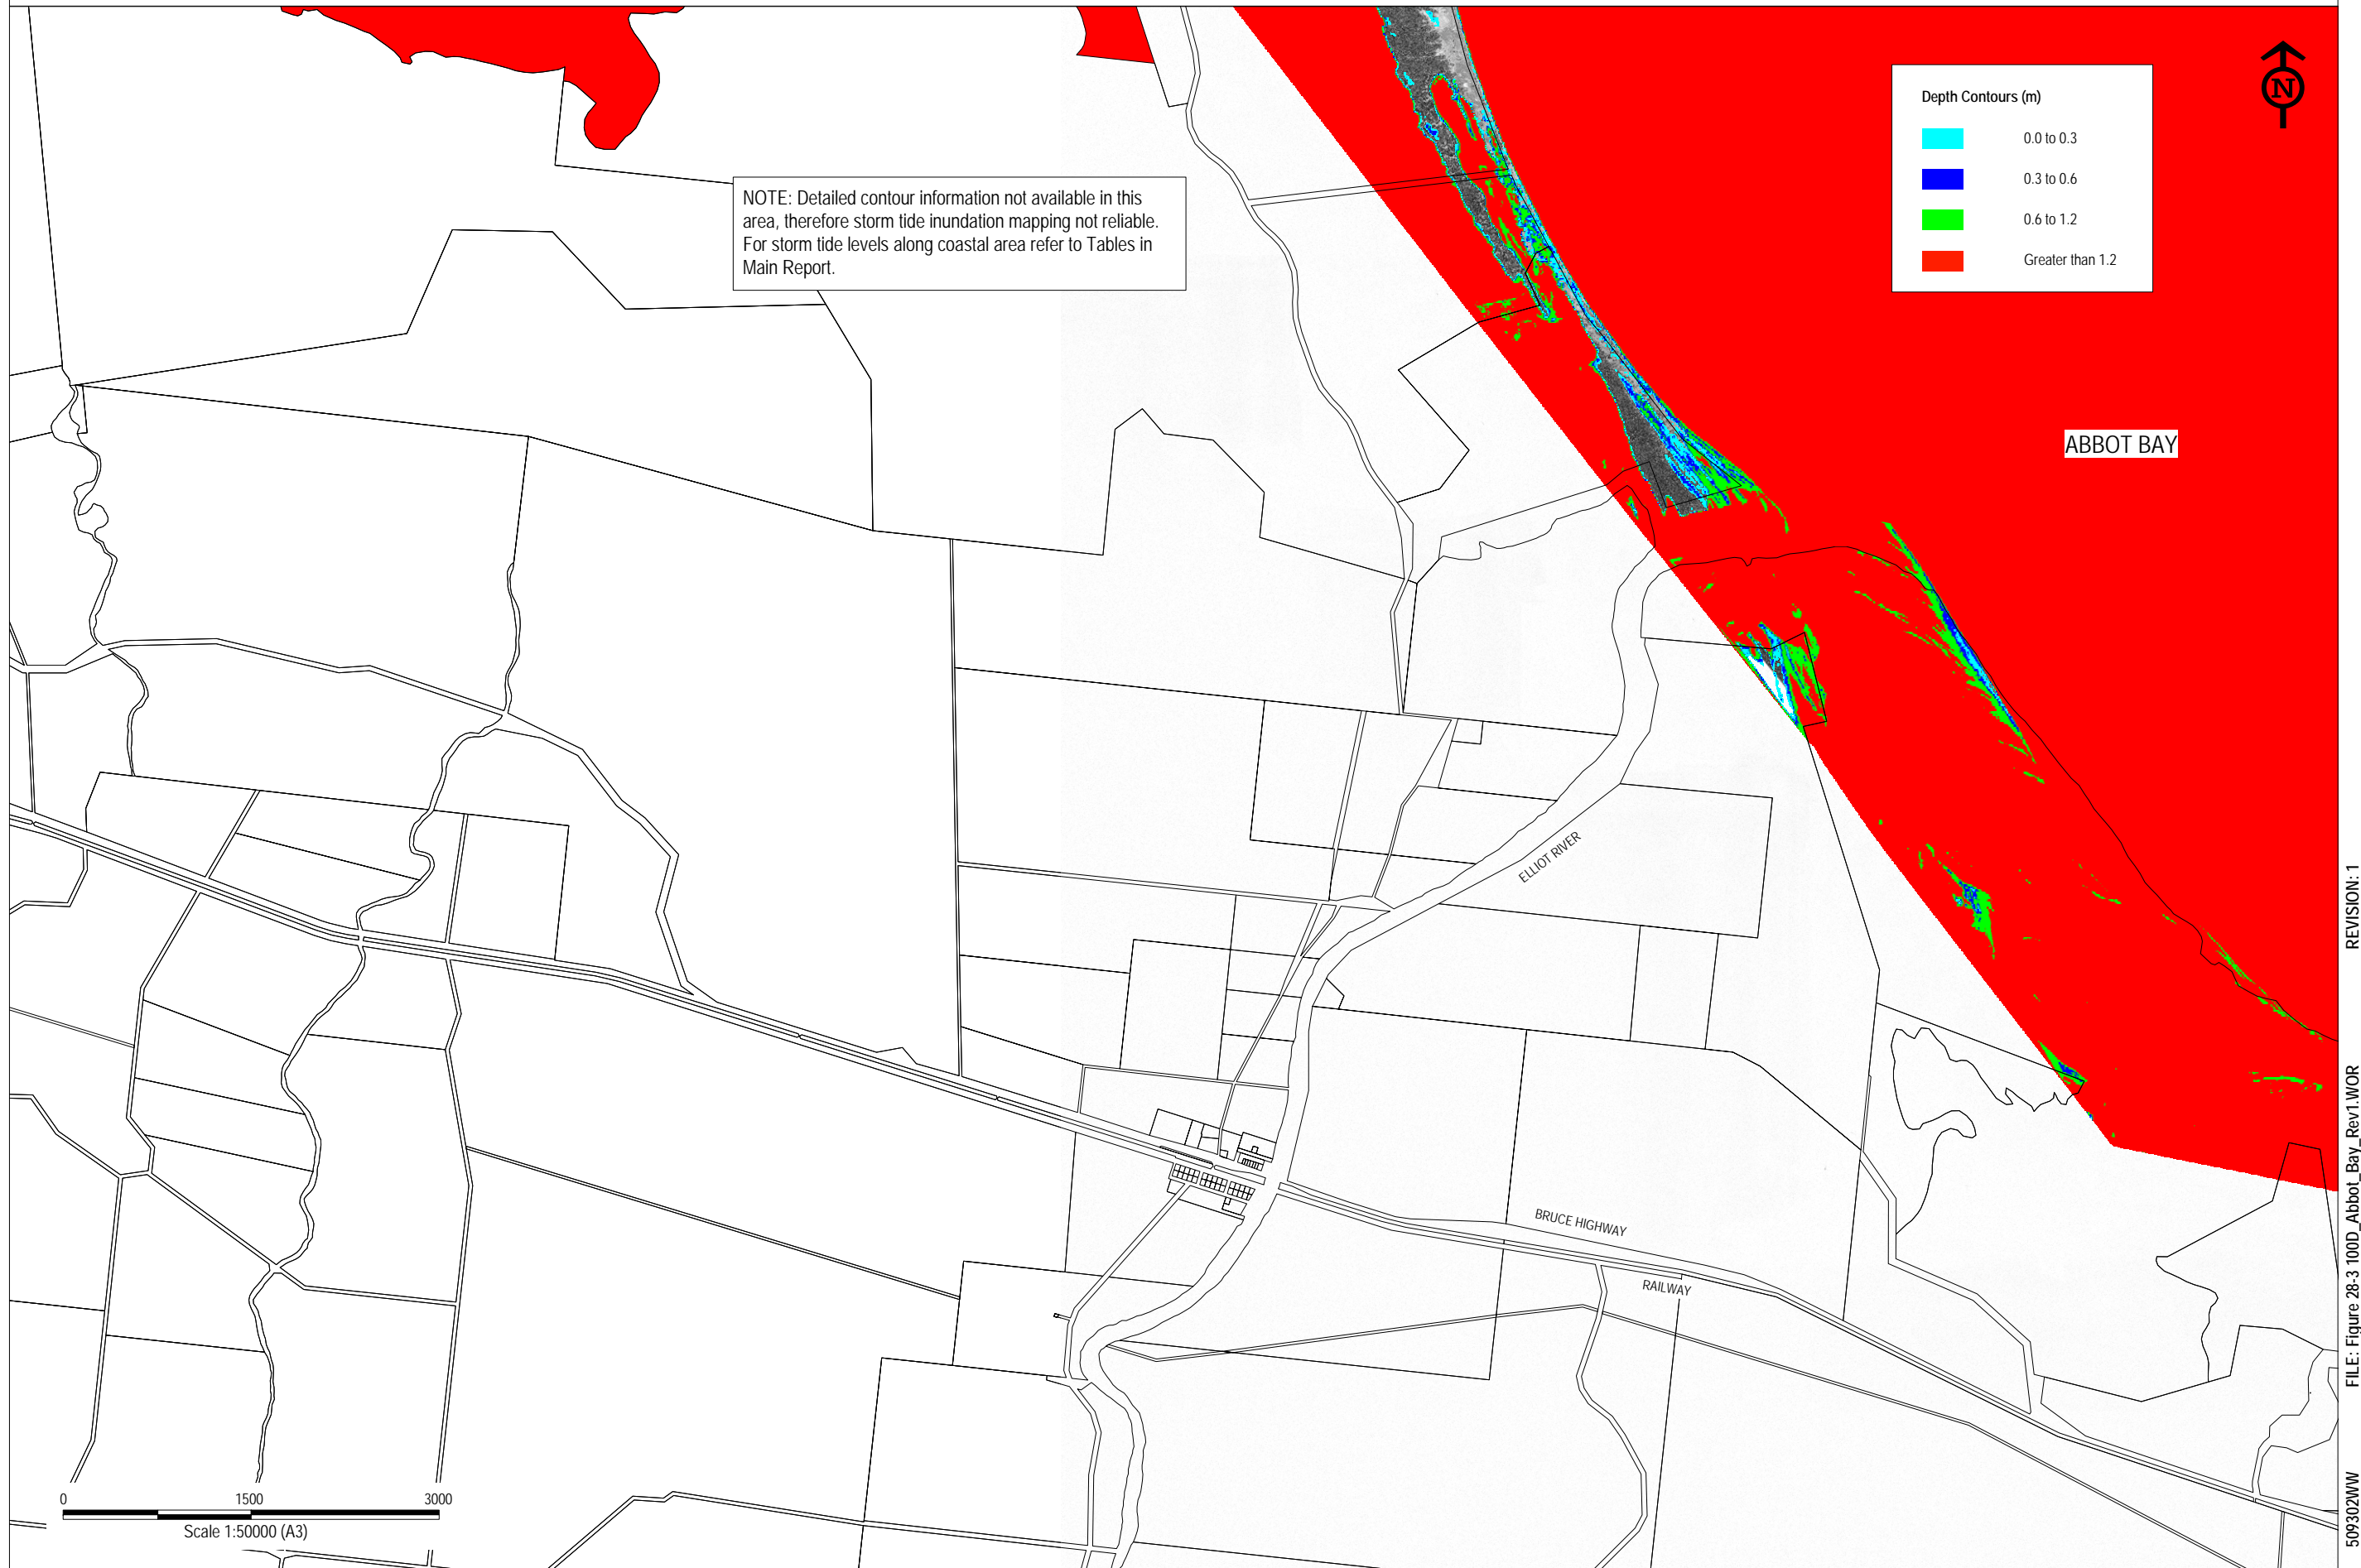 N
Depth Contours (m)
0.0 to 0.3
0.3 to 0.6
0.6 to 1.2
Greater than 1.2
NOTE: Detailed contour information not available in this
area, therefore storm tide inundation mapping not reliable.
For storm tide levels along coastal area refer to Tables in
Main Report.
ABBOT BAY
ELLIOT RIVER
BRUCE HIGHWAY
RAILWAY
0 1500 3000
Scale 1:50000 (A3)
509302WW FILE: Figure 28-3 100D_Abbot_Bay_Rev1.WOR REVISION: 1